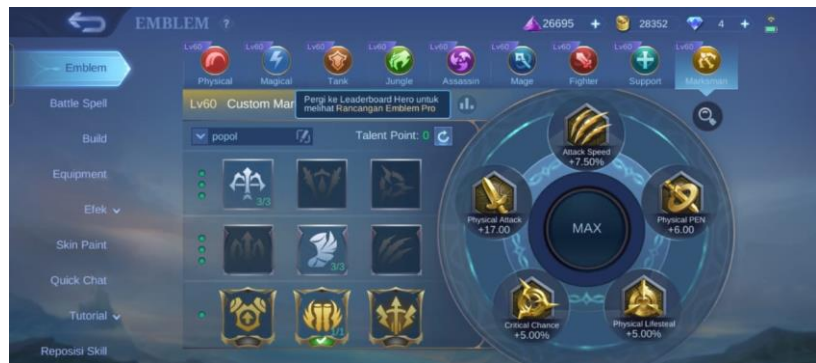 EMBLEM ?
26695 +
28352
4 +
Emblem
Battle Spell
Build
Equipment
Efek
Skin Paint
Quick Chat
Tutorial
Reposisi Skill
Lv60 Lv60 Lv60 Lv60 Lv60 Lv60 Lv60 Lv60 Lv60
Physical Magical Tank Jungle Assassin Mage Fighter Support Marksman
Lv60 Custom Mar
Pergi ke Leaderboard Hero untuk
melihat Rancangan Emblem Pro
popol
Talent Point: 0
3/3
3/3
1/1
Attack Speed
+7.50%
Physical Attack
+17.00
Physical PEN
+6.00
MAX
Critical Chance
+5.00%
Physical Lifesteal
+5.00%